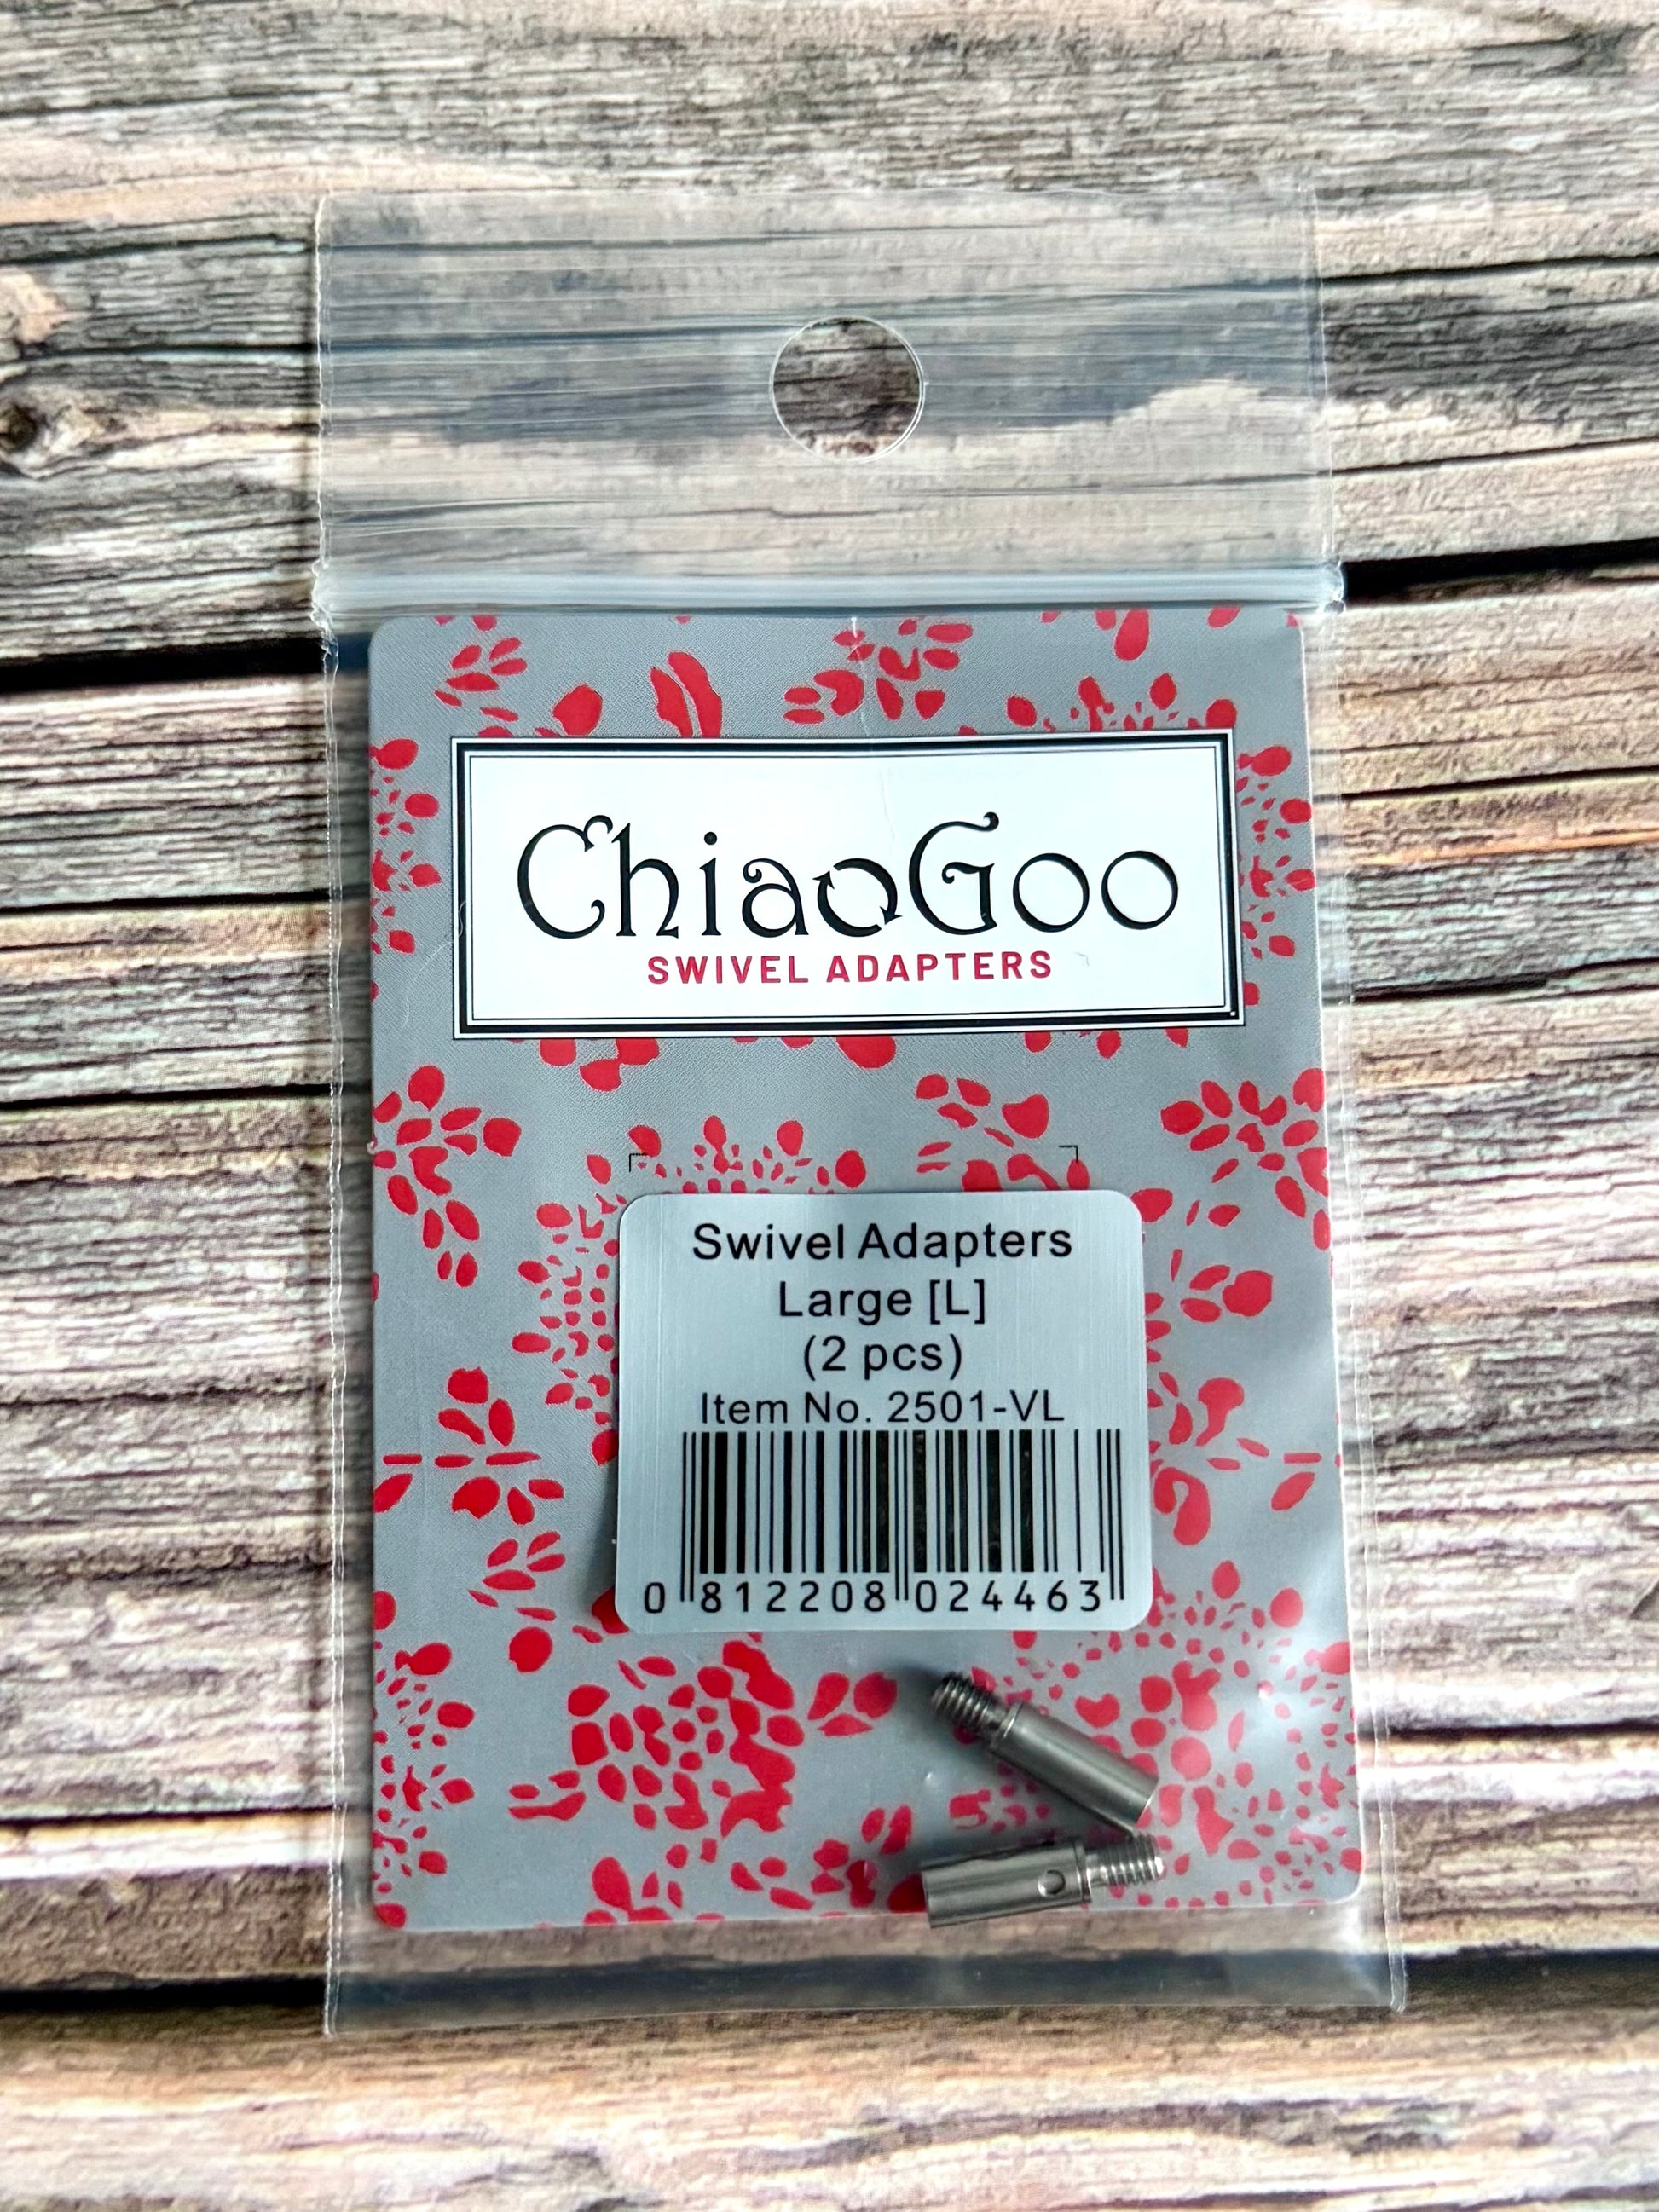 ChiaoGoo
SWIVEL ADAPTERS
Swivel Adapters
Large [L]
(2 pcs)
Item No. 2501-VL
0 812208 024463